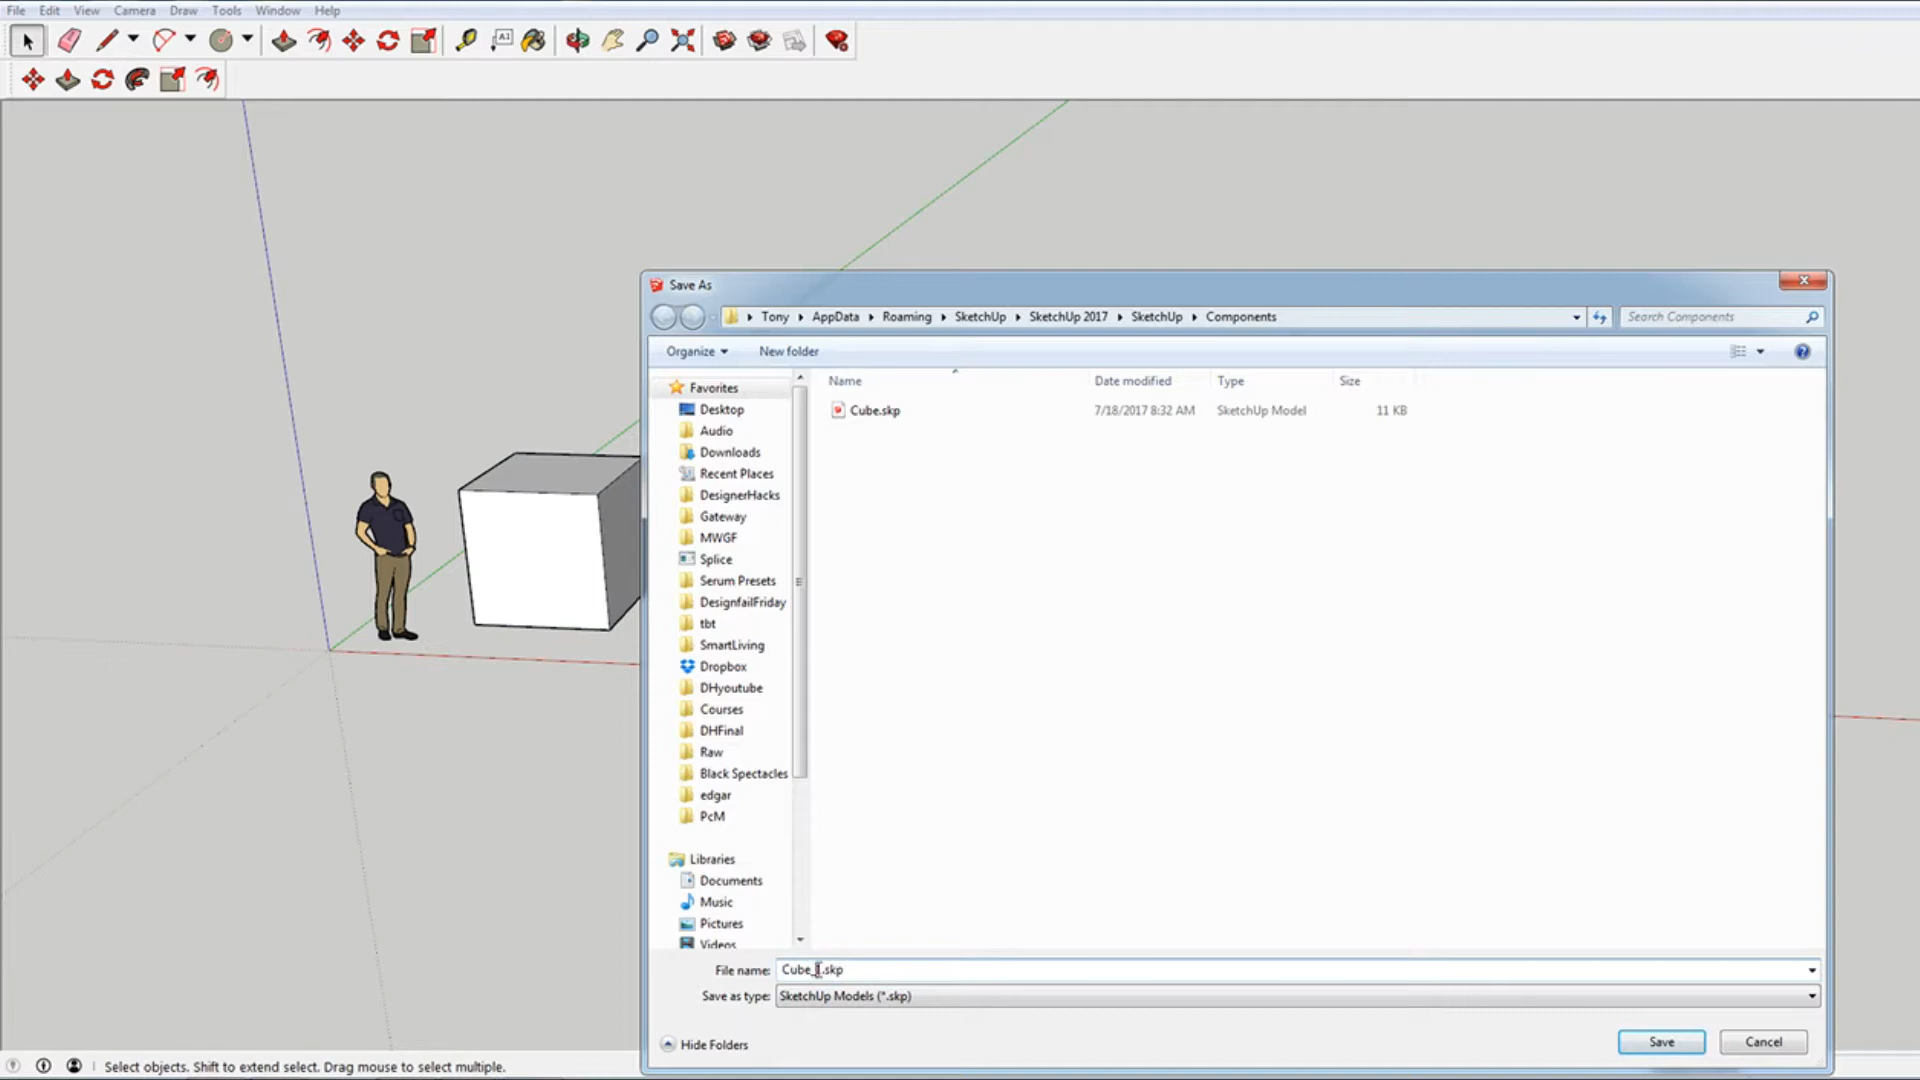 File Edit View Camera Draw Tools Window Help
AI
Save As
Tony AppData Roaming SketchUp SketchUp 2017 SketchUp Components
Search Components
Organize New folder
Name Date modified Type Size
Cube.skp 7/18/2017 8:32 AM SketchUp Model 11 KB
Favorites
Desktop
Audio
Downloads
Recent Places
DesignerHacks
Gateway
MWGF
Splice
Serum Presets
DesignfailFriday
tbt
SmartLiving
Dropbox
DHyoutube
Courses
DHFinal
Raw
Black Spectacles
edgar
PcM
Libraries
Documents
Music
Pictures
Videos
File name: Cube_1.skp
Save as type: SketchUp Models (*.skp)
Hide Folders
Save Cancel
Select objects. Shift to extend select. Drag mouse to select multiple.